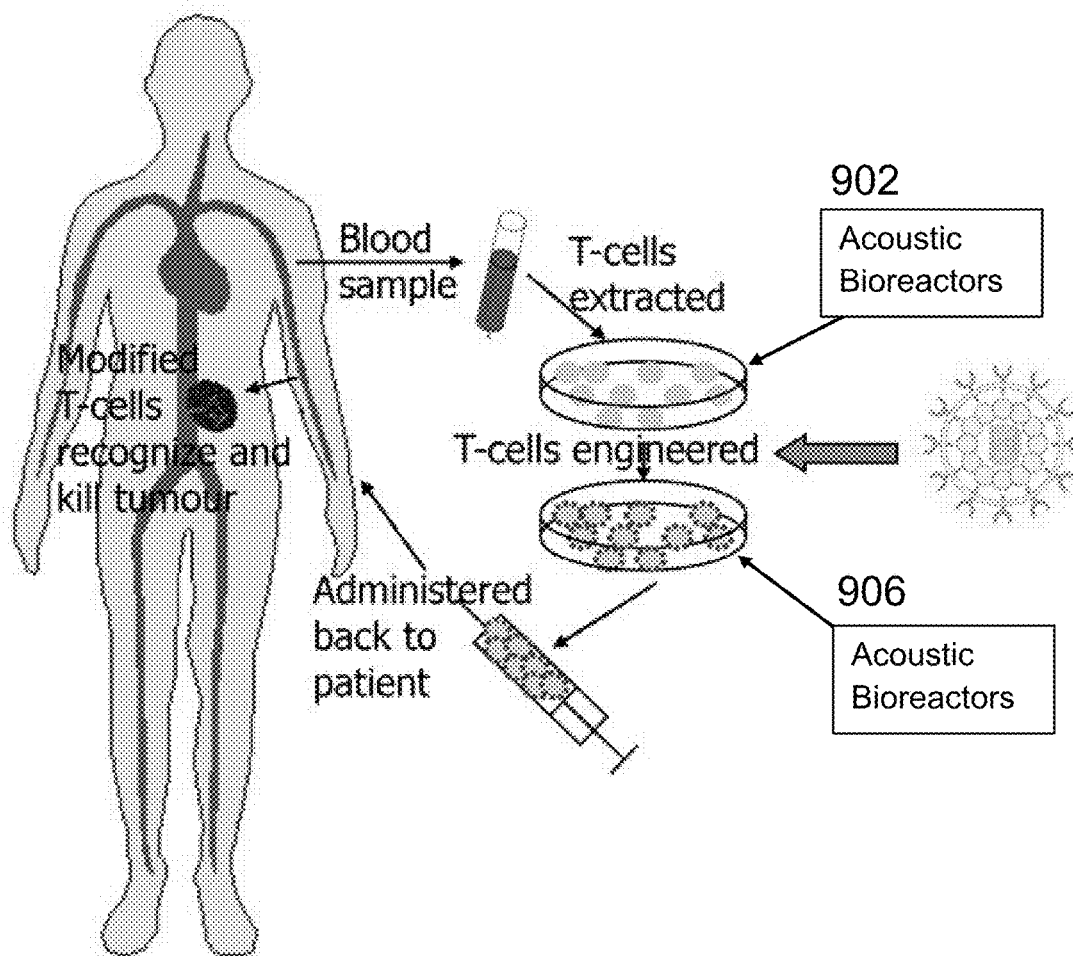 Blood
sample
T-cells
extracted
902
Acoustic
Bioreactors
T-cells engineered
906
Acoustic
Bioreactors
Administered
back to
patient
Modified
T-cells
recognize and
kill tumour